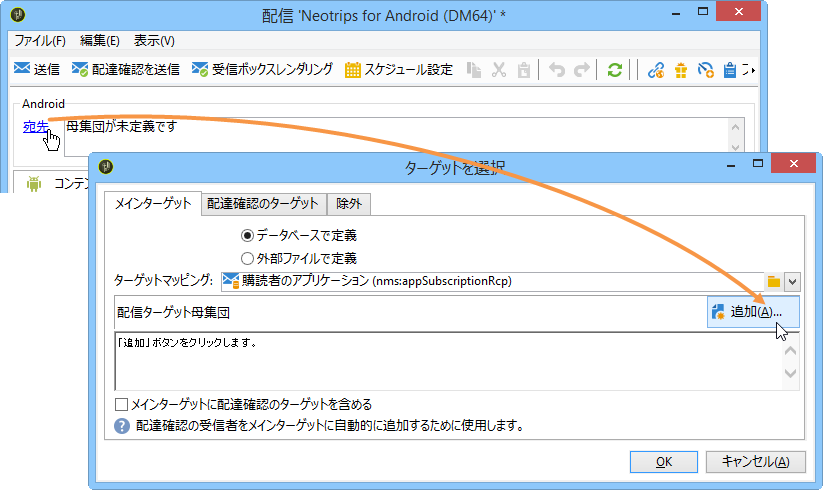 配信 'Neotrips for Android (DM64)' *
ファイル(F) 編集(E) 表示(V)
送信 配達確認を送信 受信ボックスレンダリング スケジュール設定 フ
Android
宛先 母集団が未定義です
コンテン
ターゲットを選択
メインターゲット 配達確認のターゲット 除外
データベースで定義
外部ファイルで定義
ターゲットマッピング: 購読者のアプリケーション (nms:appSubscriptionRcp)
配信ターゲット母集団 追加(A)...
「追加」ボタンをクリックします。
メインターゲットに配達確認のターゲットを含める
配達確認の受信者をメインターゲットに自動的に追加するために使用します。
OK キャンセル(A)